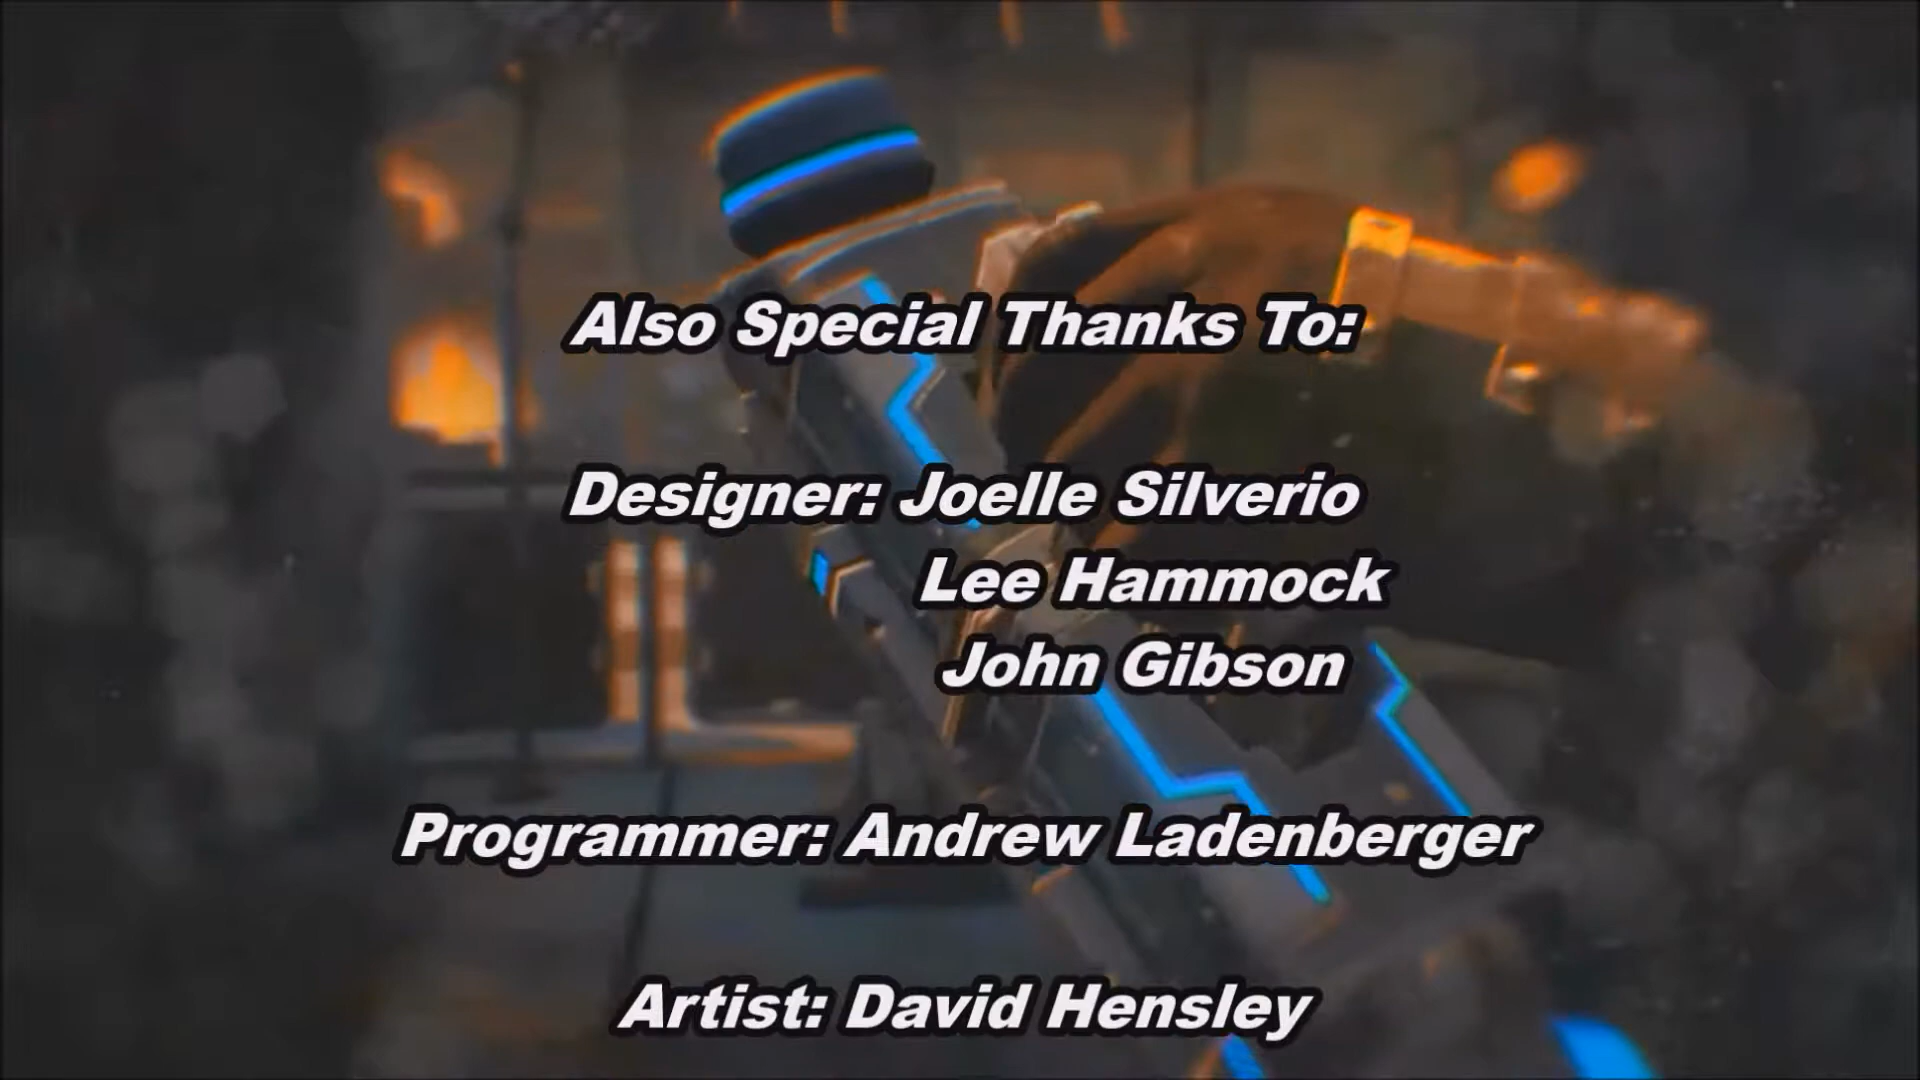 Also Special Thanks To:
Designer: Joelle Silverio
Lee Hammock
John Gibson
Programmer: Andrew Ladenberger
Artist: David Hensley